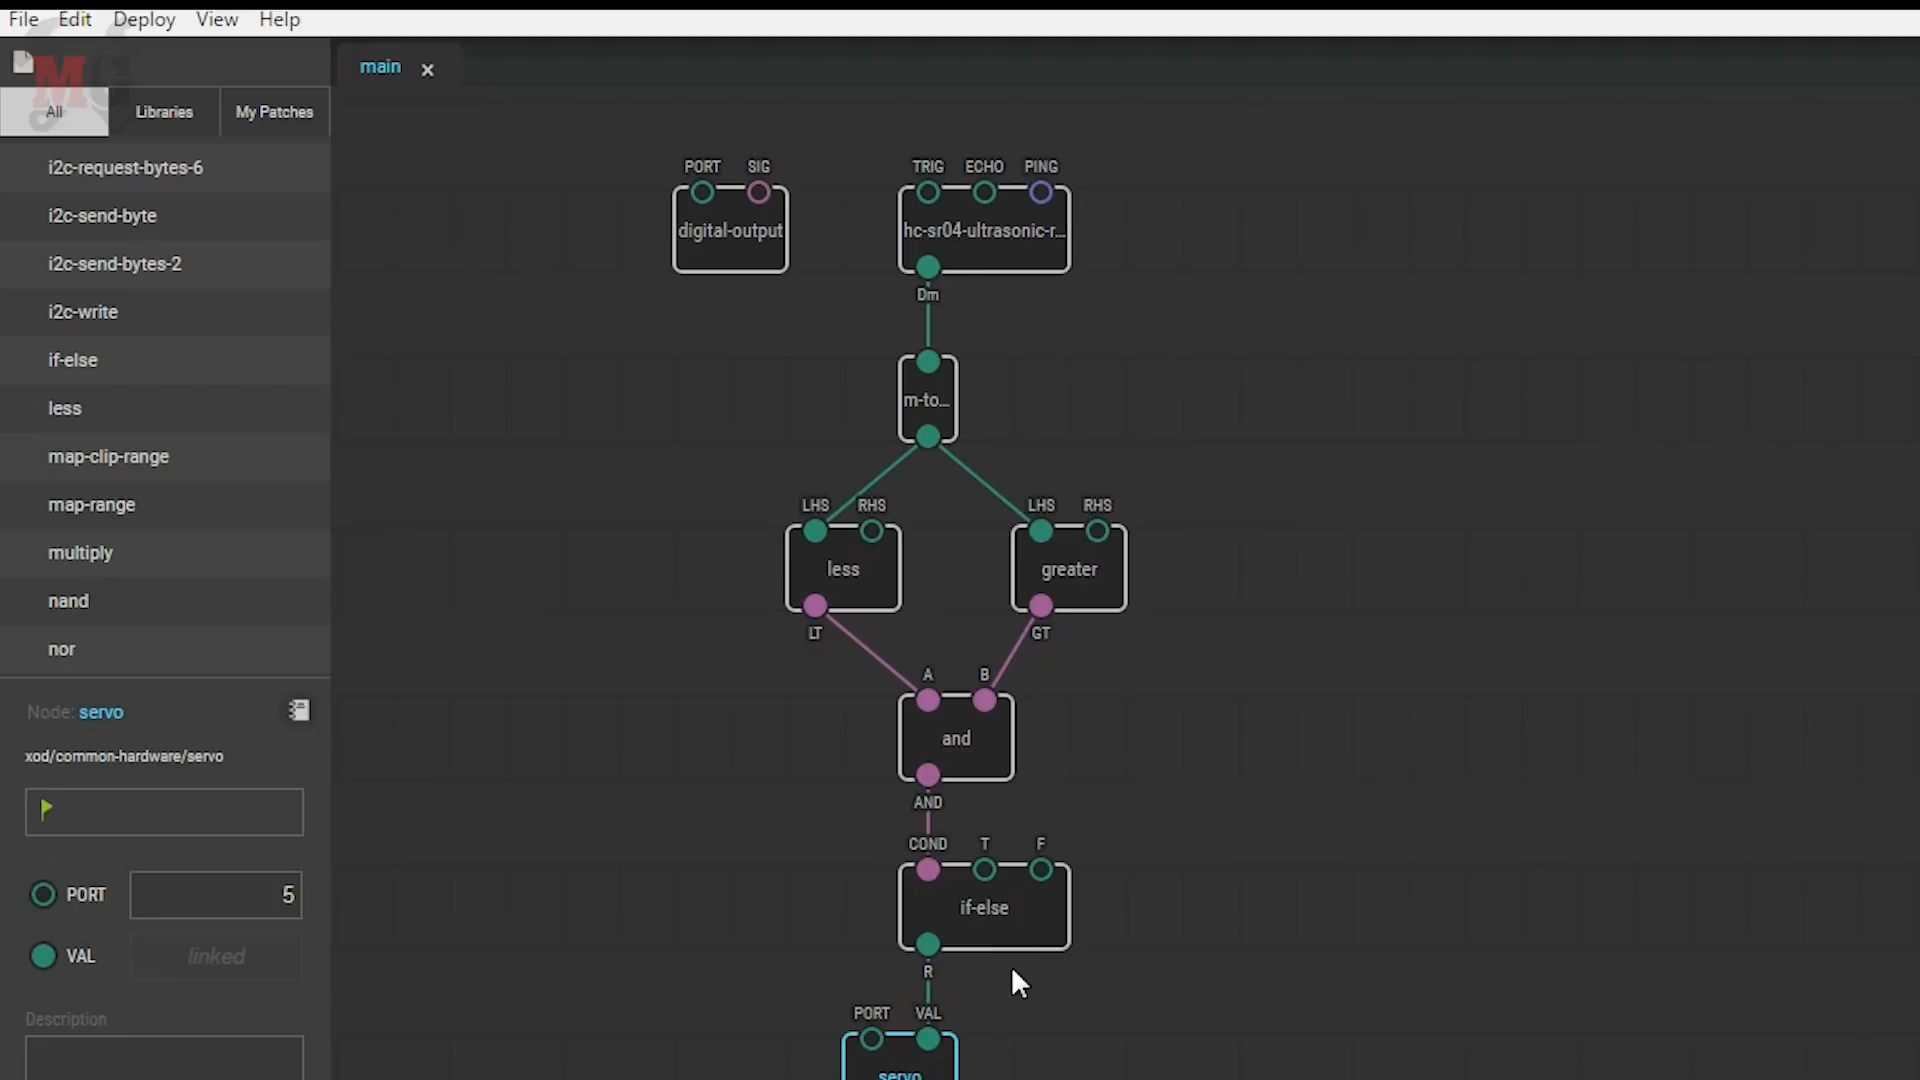 File Edit Deploy View Help
MG
main ×
All Libraries My Patches
i2c-request-bytes-6
i2c-send-byte
i2c-send-bytes-2
i2c-write
if-else
less
map-clip-range
map-range
multiply
nand
nor
Node: servo
xod/common-hardware/servo
PORT 5
VAL linked
Description
PORT SIG
digital-output
TRIG ECHO PING
hc-sr04-ultrasonic-r...
Dm
m-to...
LHS RHS
less
LT
LHS RHS
greater
GT
A B
and
AND
COND T F
if-else
R
PORT VAL
servo